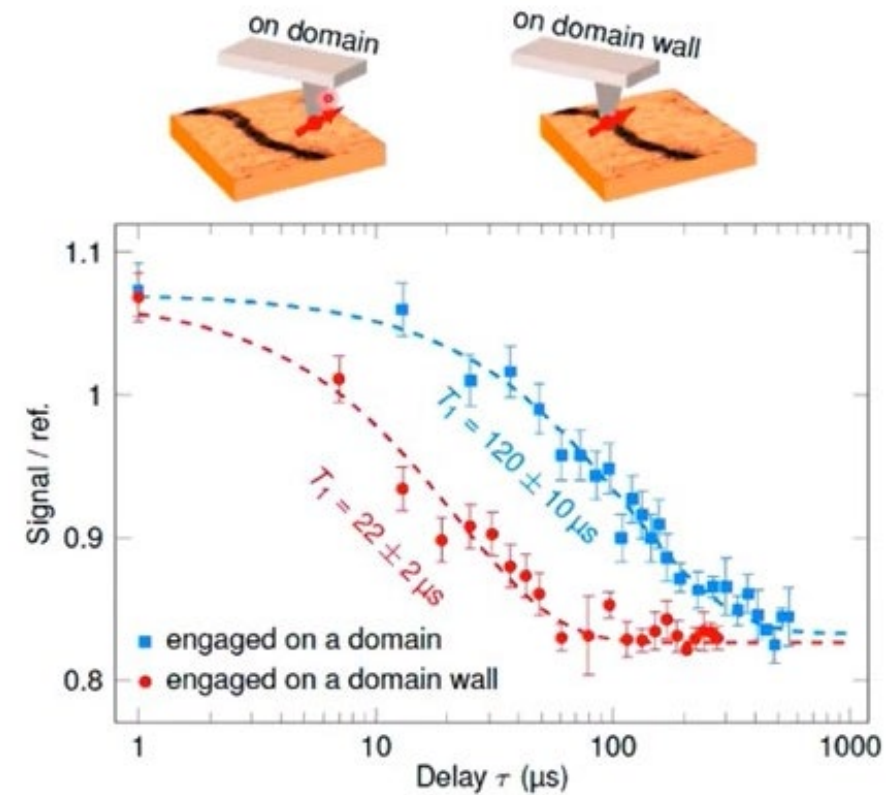 on domain
on domain wall
1.1
1
0.9
0.8
Signal / ref.
T₁ = 120 ± 10 µs
T₁ = 22 ± 2 µs
engaged on a domain
engaged on a domain wall
1 10 100 1000
Delay τ (µs)